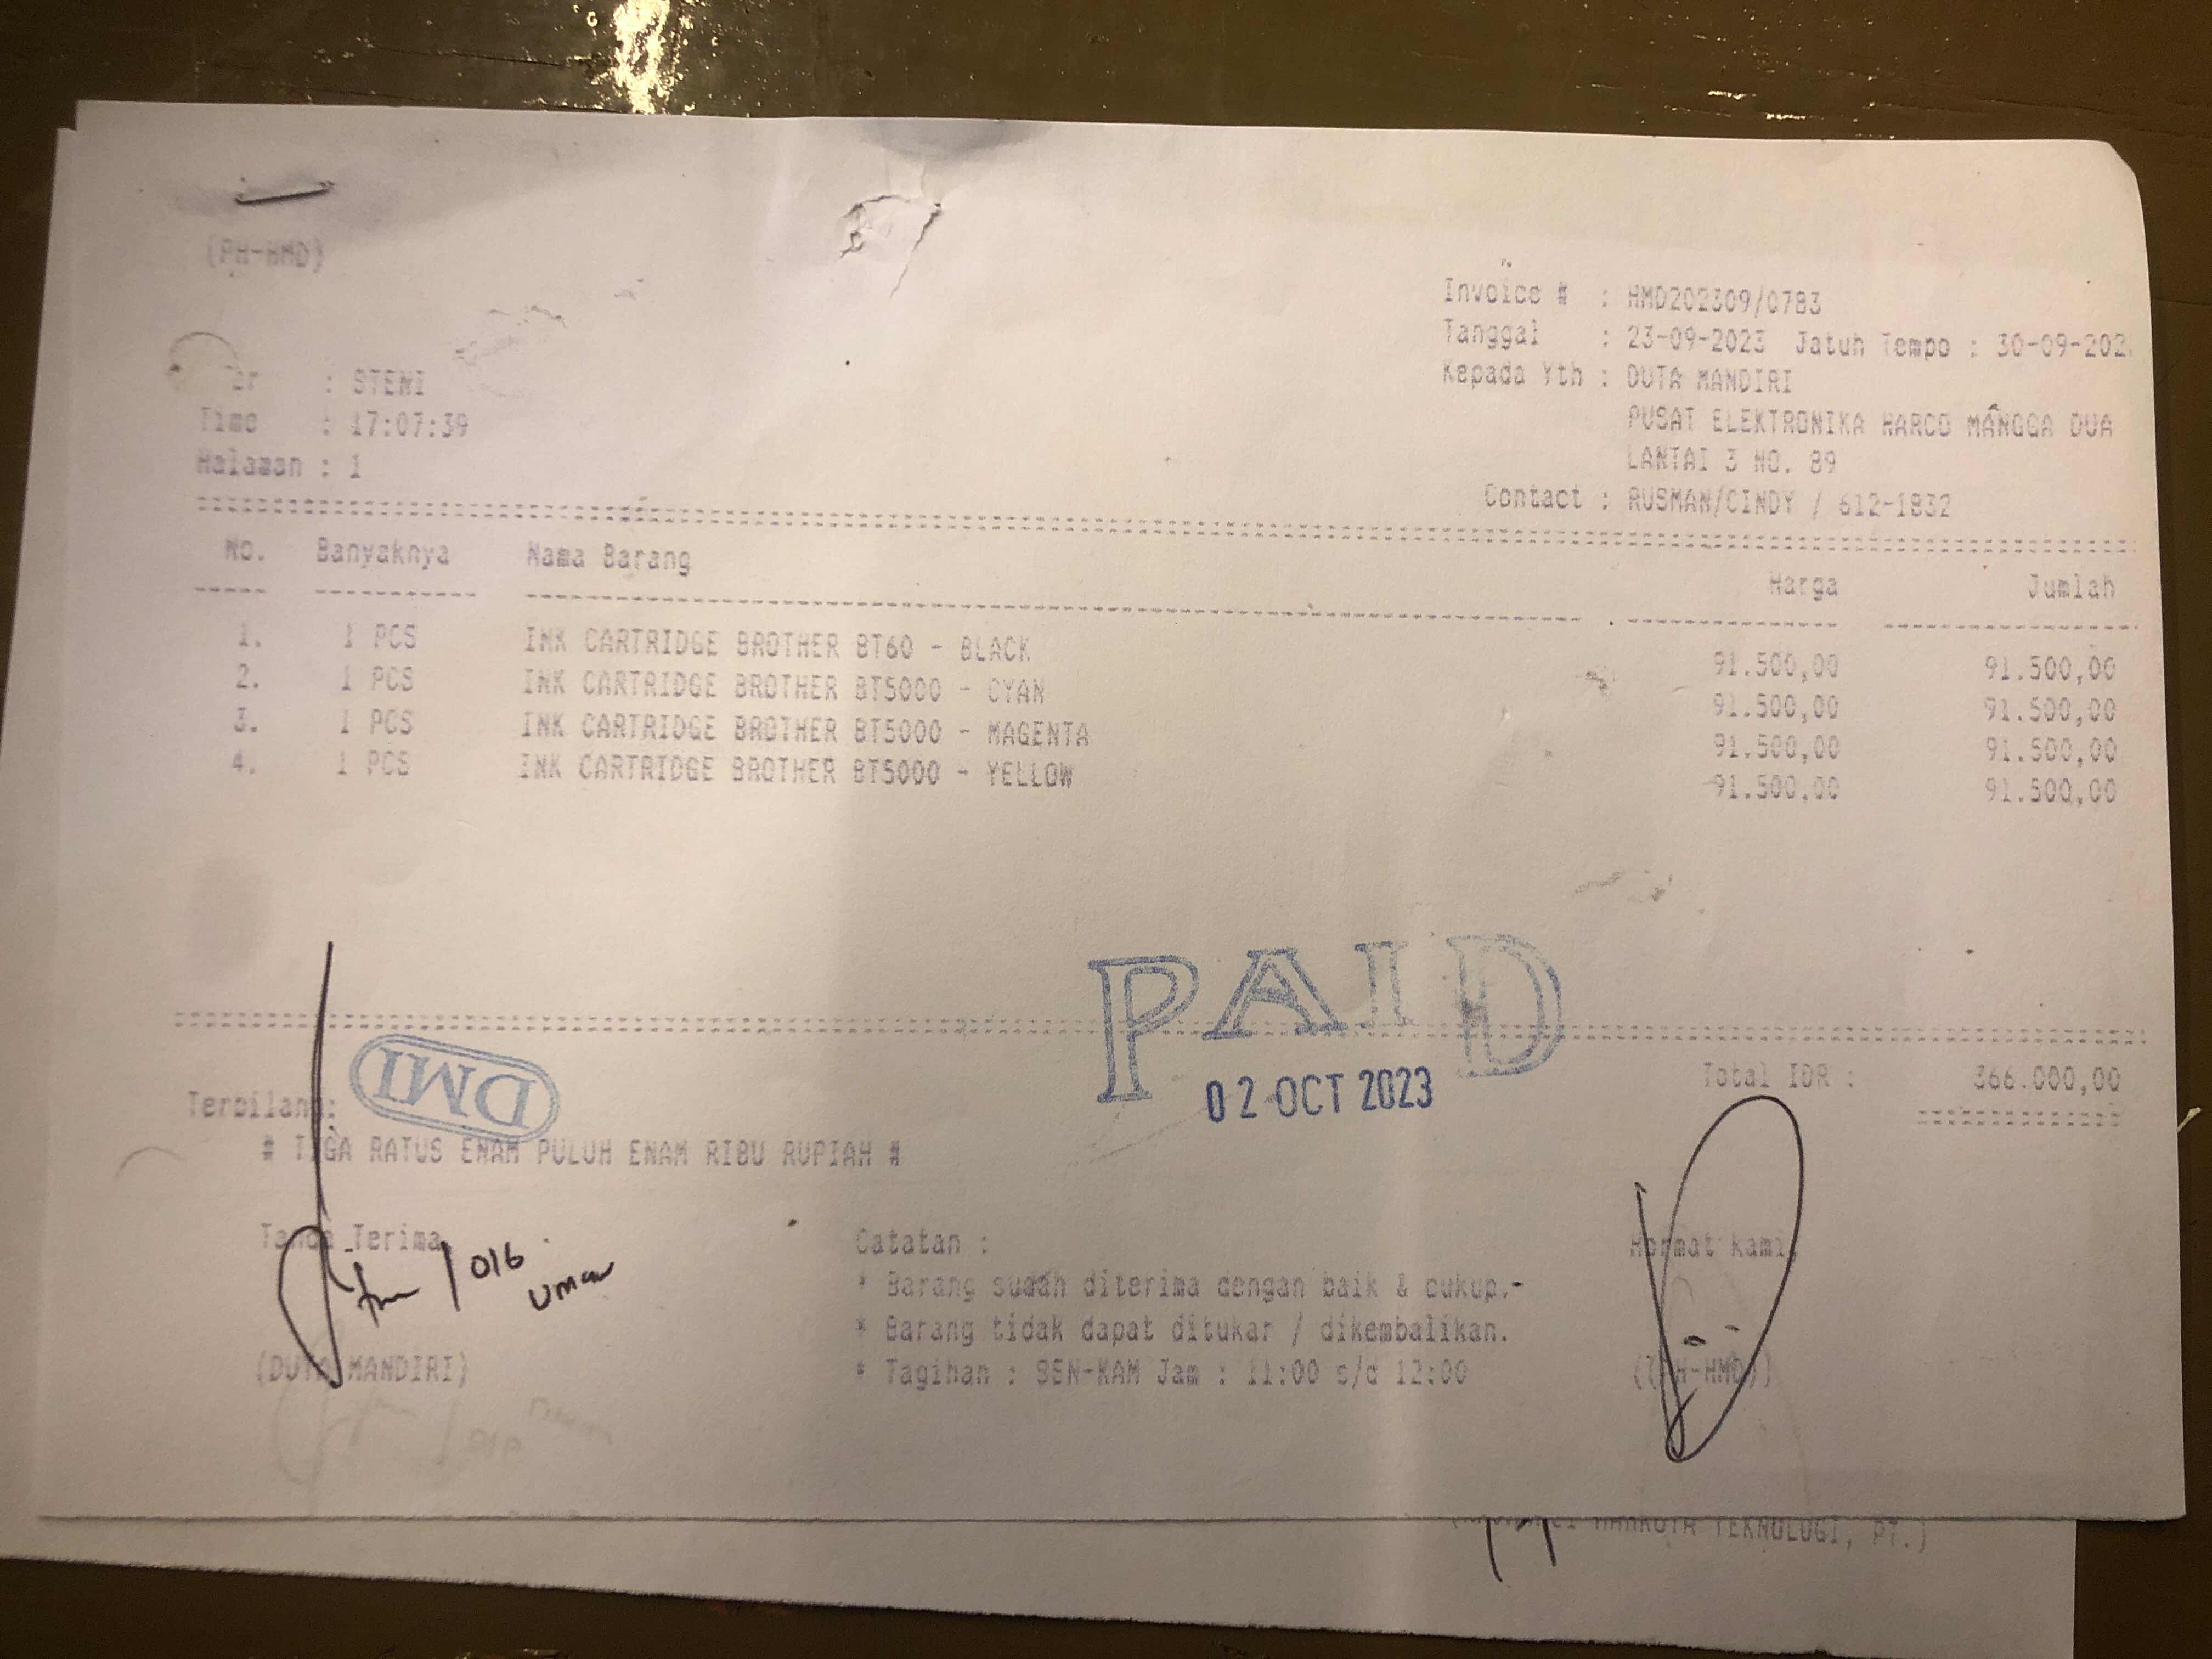 (PH-HMD)
Invoice # : HMD202309/0783
Tanggal : 23-09-2023 Jatuh Tempo : 30-09-202
Kepada Yth : DUTA MANDIRI
PUSAT ELEKTRONIKA HARCO MANGGA DUA
LANTAI 3 NO. 89
Contact : RUSMAN/CINDY / 612-1832
er : STEWI
Time : 17:07:39
Halaman : 1
No. Banyaknya Nama Barang Harga Jumlah
1. 1 PCS INK CARTRIDGE BROTHER BT60 - BLACK 91.500,00 91.500,00
2. 1 PCS INK CARTRIDGE BROTHER BT5000 - CYAN 91.500,00 91.500,00
3. 1 PCS INK CARTRIDGE BROTHER BT5000 - MAGENTA 91.500,00 91.500,00
4. 1 PCS INK CARTRIDGE BROTHER BT5000 - YELLOW 91.500,00 91.500,00
PAID
02 OCT 2023
DMI
Total IDR : 366.000,00
Terbilang:
# TIGA RATUS ENAM PULUH ENAM RIBU RUPIAH #
Tanda Terima
016
umar
(DUTA MANDIRI)
Catatan :
* Barang sudah diterima dengan baik & cukup.-
* Barang tidak dapat ditukar / dikembalikan.
* Tagihan : SEN-KAM Jam : 11:00 s/d 12:00
Hormat Kami,
((PH-HMD))
MAHKOTA TEKNOLOGI, PT.)